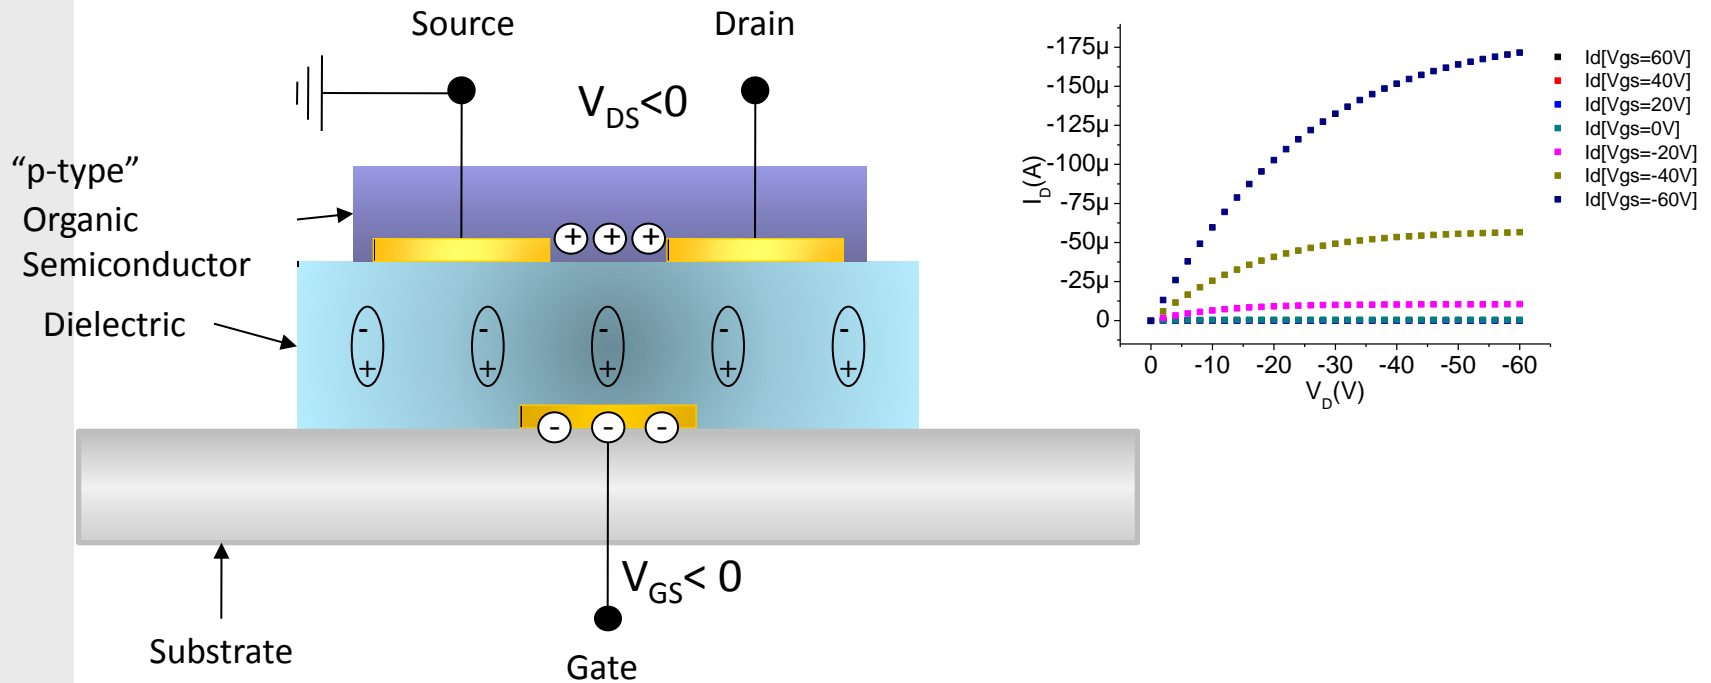 Source
Drain
V_DS<0
“p-type”
Organic
Semiconductor
+ + +
Dielectric
- - - - -
+ + + + +
- - -
V_GS< 0
Substrate
Gate
I_D(A)
-175µ
-150µ
-125µ
-100µ
-75µ
-50µ
-25µ
0
0 -10 -20 -30 -40 -50 -60
V_D(V)
Id[Vgs=60V]
Id[Vgs=40V]
Id[Vgs=20V]
Id[Vgs=0V]
Id[Vgs=-20V]
Id[Vgs=-40V]
Id[Vgs=-60V]